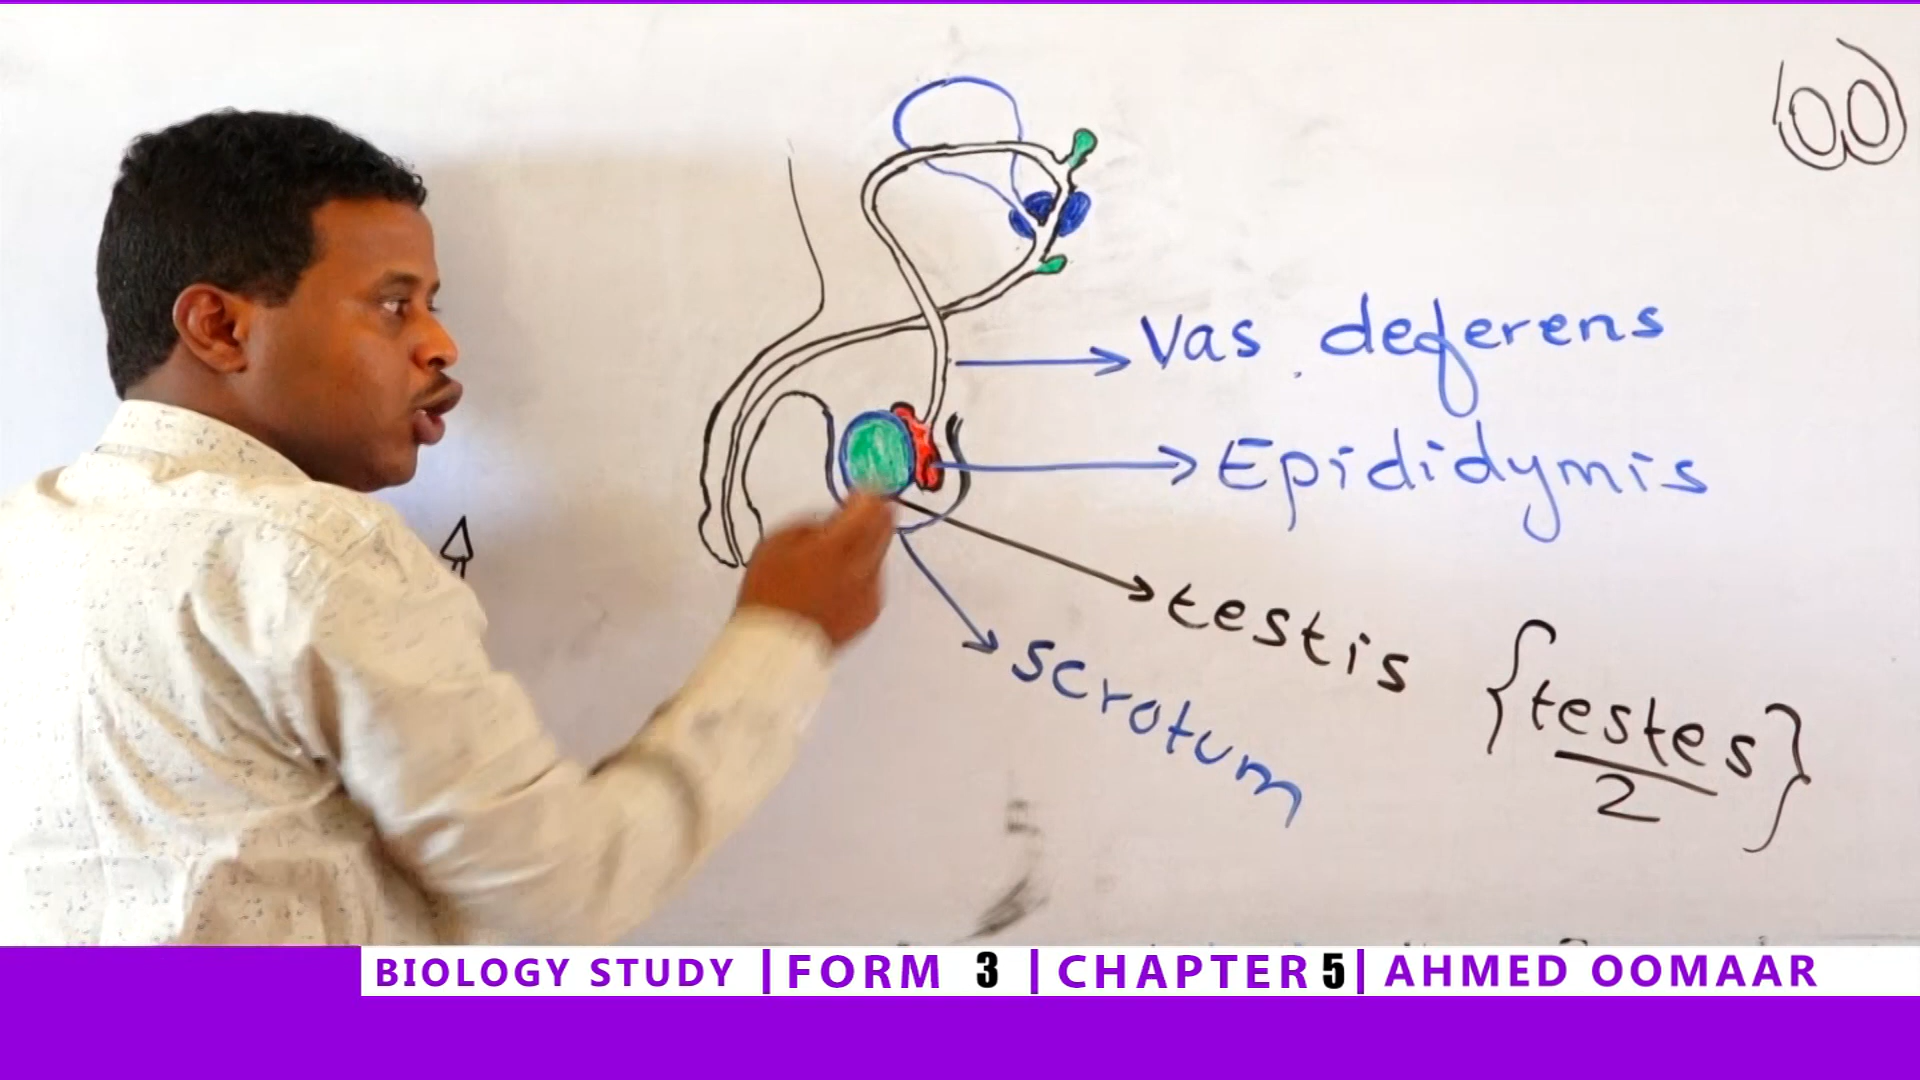 Vas deferens
Epididymis
testis {testes}
2
scrotum
BIOLOGY STUDY | FORM 3 | CHAPTER 5 | AHMED OOMAAR